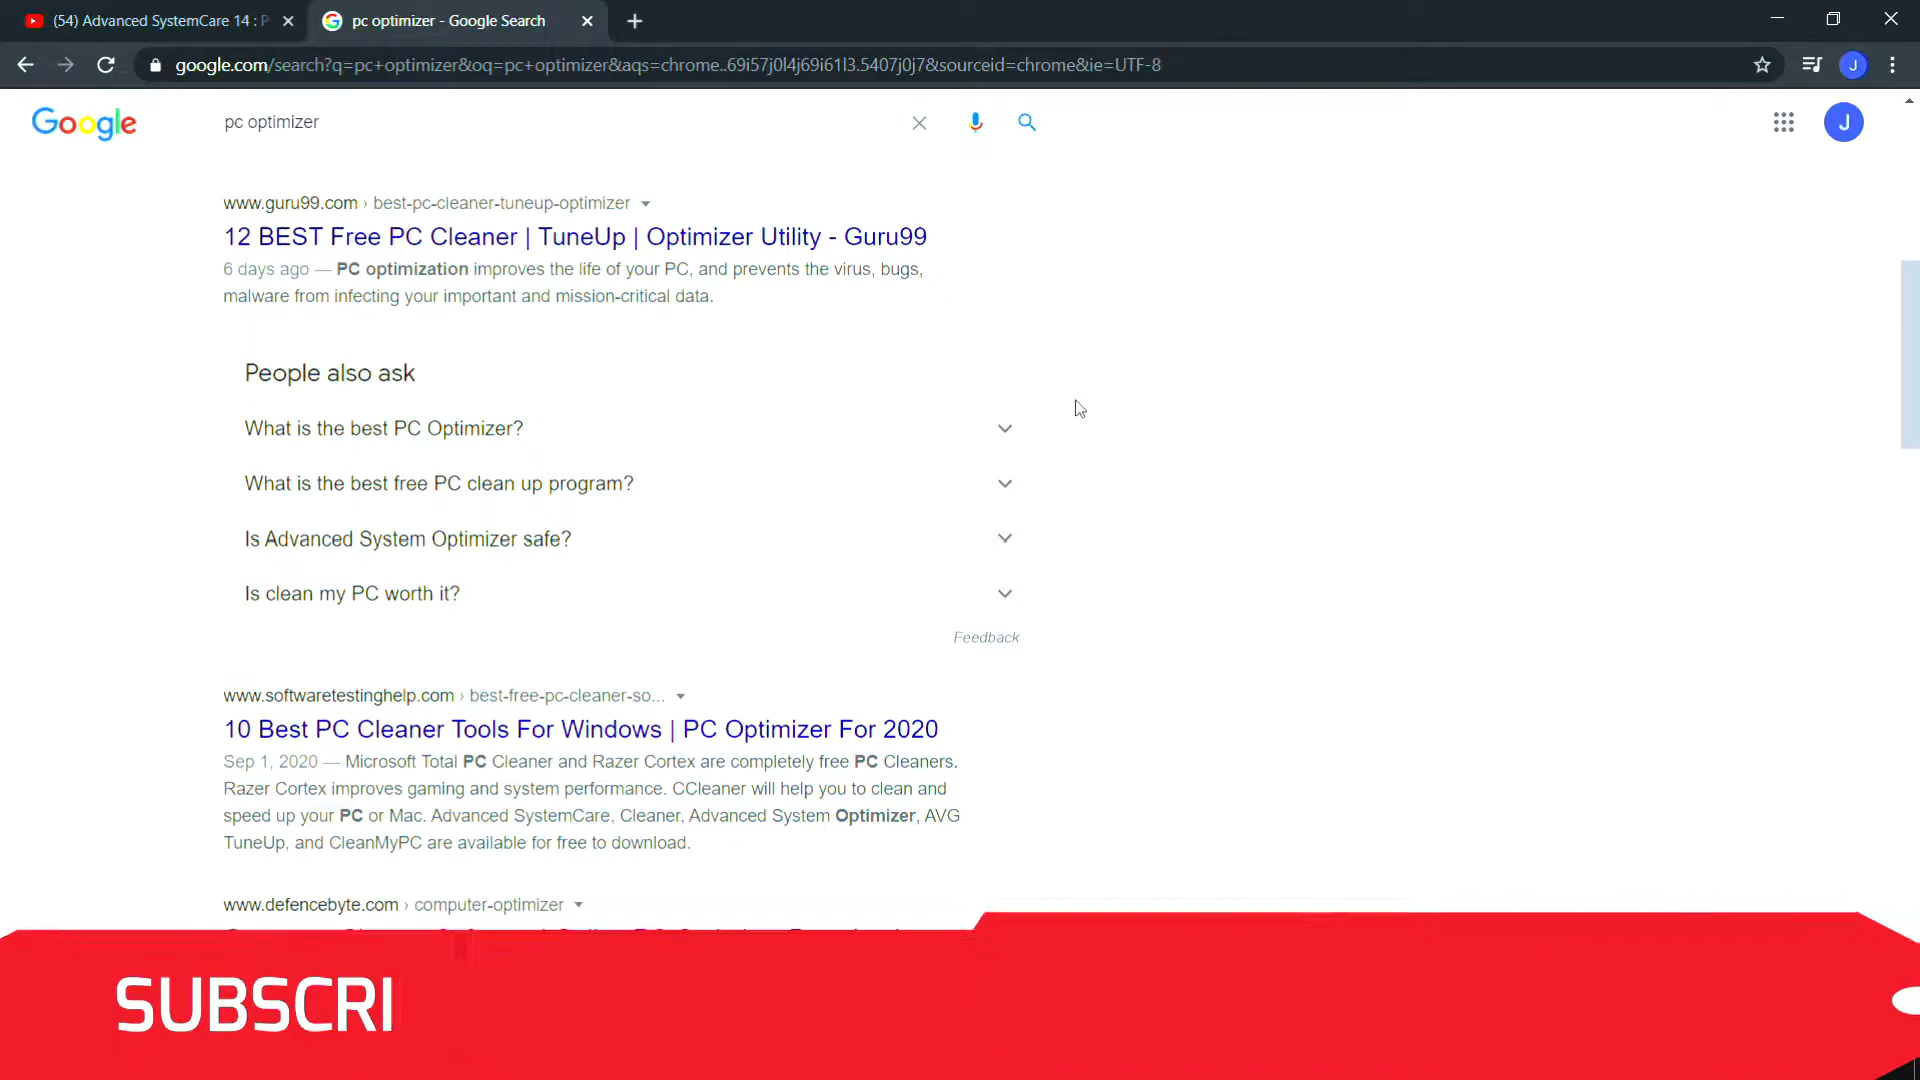 (54) Advanced SystemCare 14 : P
pc optimizer - Google Search
google.com/search?q=pc+optimizer&oq=pc+optimizer&aqs=chrome..69i57j0l4j69i61l3.5407j0j7&sourceid=chrome&ie=UTF-8
J
Google
pc optimizer
J
www.guru99.com › best-pc-cleaner-tuneup-optimizer
12 BEST Free PC Cleaner | TuneUp | Optimizer Utility - Guru99
6 days ago — PC optimization improves the life of your PC, and prevents the virus, bugs,
malware from infecting your important and mission-critical data.
People also ask
What is the best PC Optimizer?
What is the best free PC clean up program?
Is Advanced System Optimizer safe?
Is clean my PC worth it?
Feedback
www.softwaretestinghelp.com › best-free-pc-cleaner-so...
10 Best PC Cleaner Tools For Windows | PC Optimizer For 2020
Sep 1, 2020 — Microsoft Total PC Cleaner and Razer Cortex are completely free PC Cleaners.
Razer Cortex improves gaming and system performance. CCleaner will help you to clean and
speed up your PC or Mac. Advanced SystemCare, Cleaner, Advanced System Optimizer, AVG
TuneUp, and CleanMyPC are available for free to download.
www.defencebyte.com › computer-optimizer
SUBSCRI